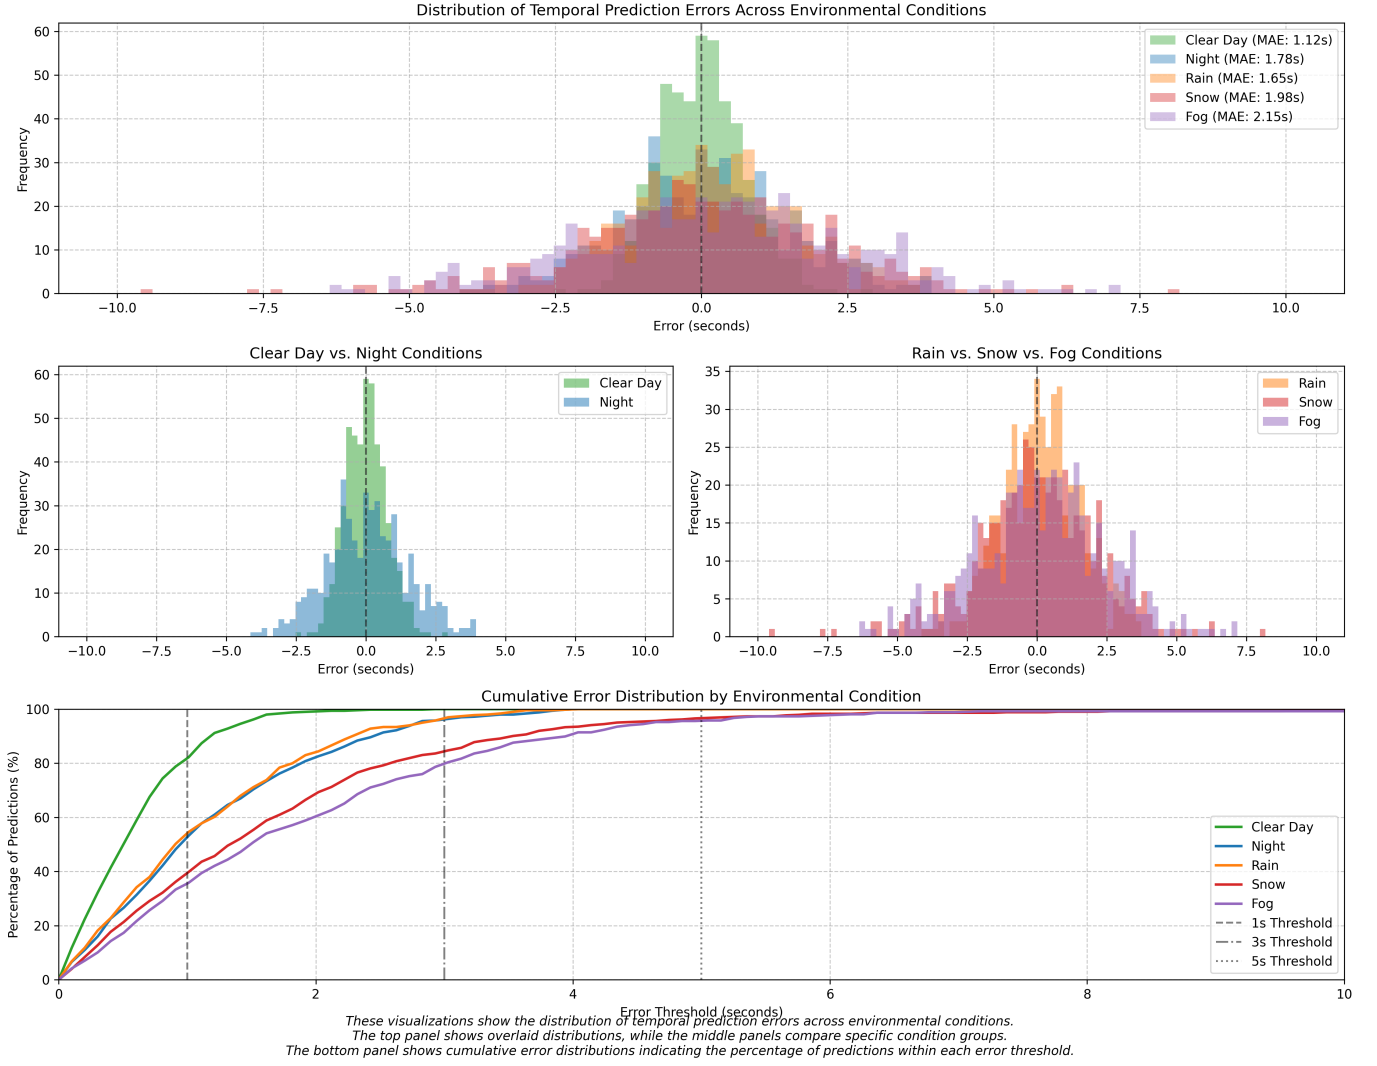 Distribution of Temporal Prediction Errors Across Environmental Conditions
Frequency
60
50
40
30
20
10
0
Clear Day (MAE: 1.12s)
Night (MAE: 1.78s)
Rain (MAE: 1.65s)
Snow (MAE: 1.98s)
Fog (MAE: 2.15s)
−10.0 −7.5 −5.0 −2.5 0.0 2.5 5.0 7.5 10.0
Error (seconds)
Clear Day vs. Night Conditions
Frequency
60
50
40
30
20
10
0
Clear Day
Night
−10.0 −7.5 −5.0 −2.5 0.0 2.5 5.0 7.5 10.0
Error (seconds)
Rain vs. Snow vs. Fog Conditions
Frequency
35
30
25
20
15
10
5
0
Rain
Snow
Fog
−10.0 −7.5 −5.0 −2.5 0.0 2.5 5.0 7.5 10.0
Error (seconds)
Cumulative Error Distribution by Environmental Condition
Percentage of Predictions (%)
100
80
60
40
20
0
Clear Day
Night
Rain
Snow
Fog
1s Threshold
3s Threshold
5s Threshold
0 2 4 6 8 10
Error Threshold (seconds)
These visualizations show the distribution of temporal prediction errors across environmental conditions.
The top panel shows overlaid distributions, while the middle panels compare specific condition groups.
The bottom panel shows cumulative error distributions indicating the percentage of predictions within each error threshold.